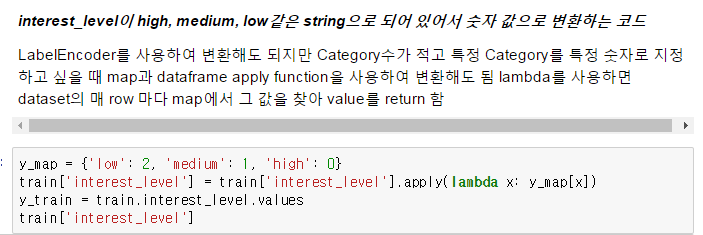 interest_level이 high, medium, low같은 string으로 되어 있어서 숫자 값으로 변환하는 코드
LabelEncoder를 사용하여 변환해도 되지만 Category수가 적고 특정 Category를 특정 숫자로 지정
하고 싶을 때 map과 dataframe apply function을 사용하여 변환해도 됨 lambda를 사용하면
dataset의 매 row 마다 map에서 그 값을 찾아 value를 return 함
:
y_map = {'low': 2, 'medium': 1, 'high': 0}
train['interest_level'] = train['interest_level'].apply(lambda x: y_map[x])
y_train = train.interest_level.values
train['interest_level']